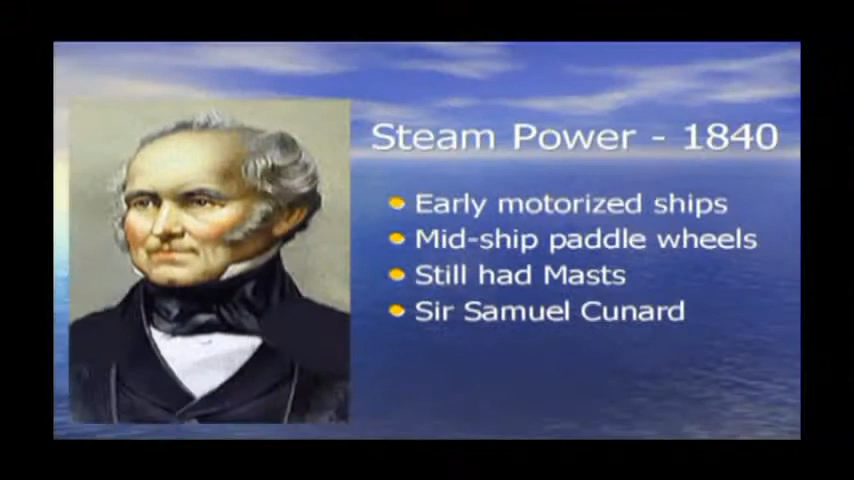 Steam Power - 1840
Early motorized ships
Mid-ship paddle wheels
Still had Masts
Sir Samuel Cunard